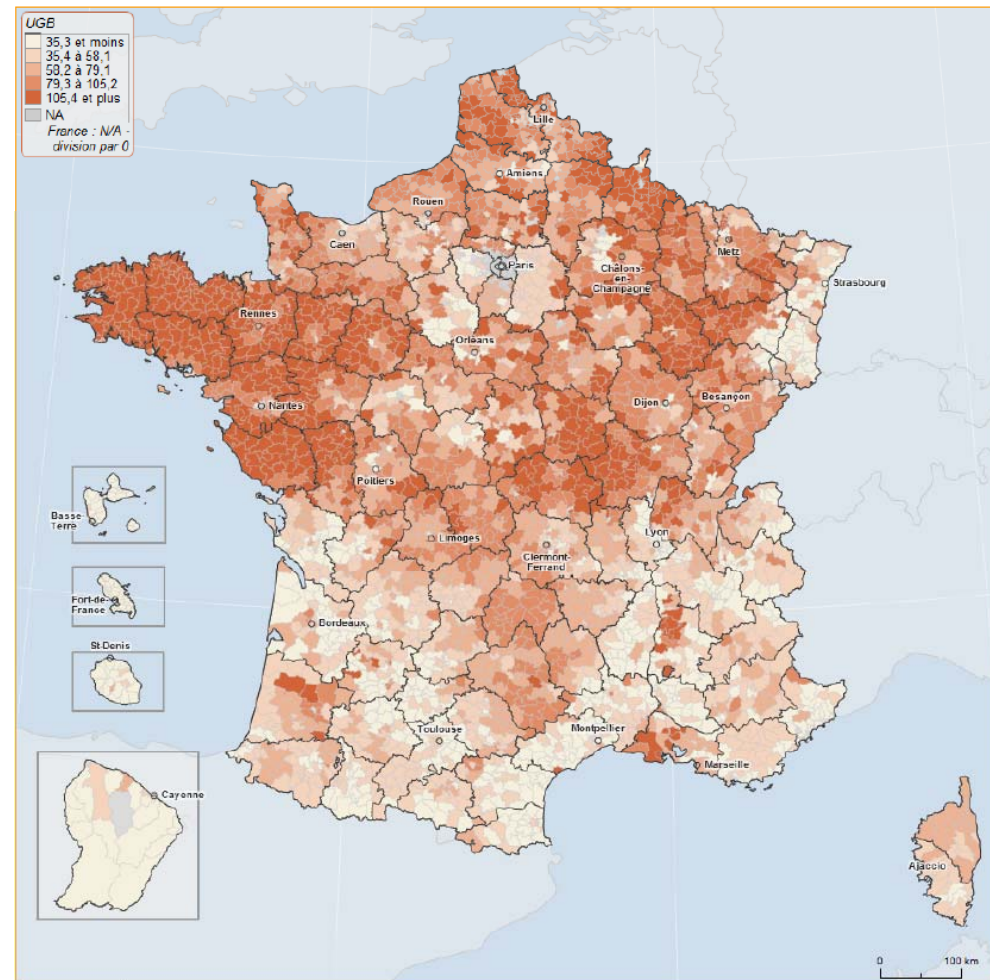 UGB
35,3 et moins
35,4 à 58,1
58,2 à 79,1
79,3 à 105,2
105,4 et plus
NA
France : N/A -
division par 0
Lille
Amiens
Rouen
Caen
Paris
Metz
Châlons-
en-
Champagne
Strasbourg
Rennes
Orléans
Nantes
Dijon
Besançon
Poitiers
Basse-
Terre
Limoges
Lyon
Clermont-
Ferrand
Fort-de-
France
Bordeaux
St-Denis
Toulouse
Montpellier
Marseille
Cayenne
Ajaccio
0 100 km